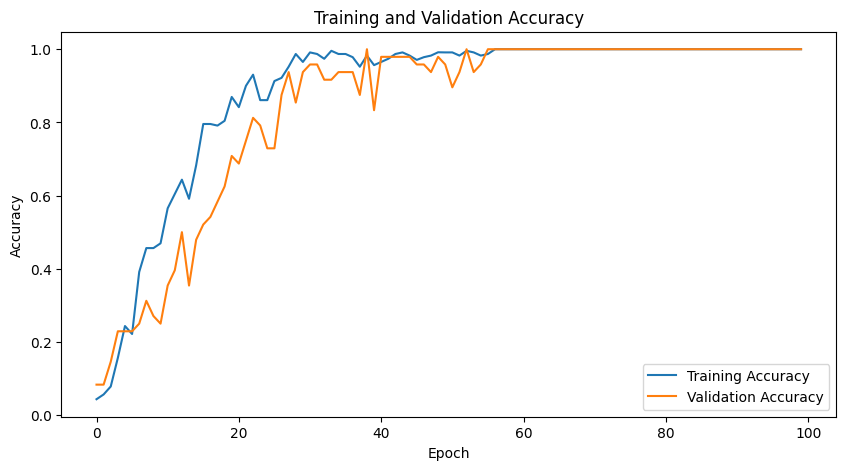 Training and Validation Accuracy
Accuracy
1.0
0.8
0.6
0.4
0.2
0.0
0
20
40
60
80
100
Epoch
Training Accuracy
Validation Accuracy